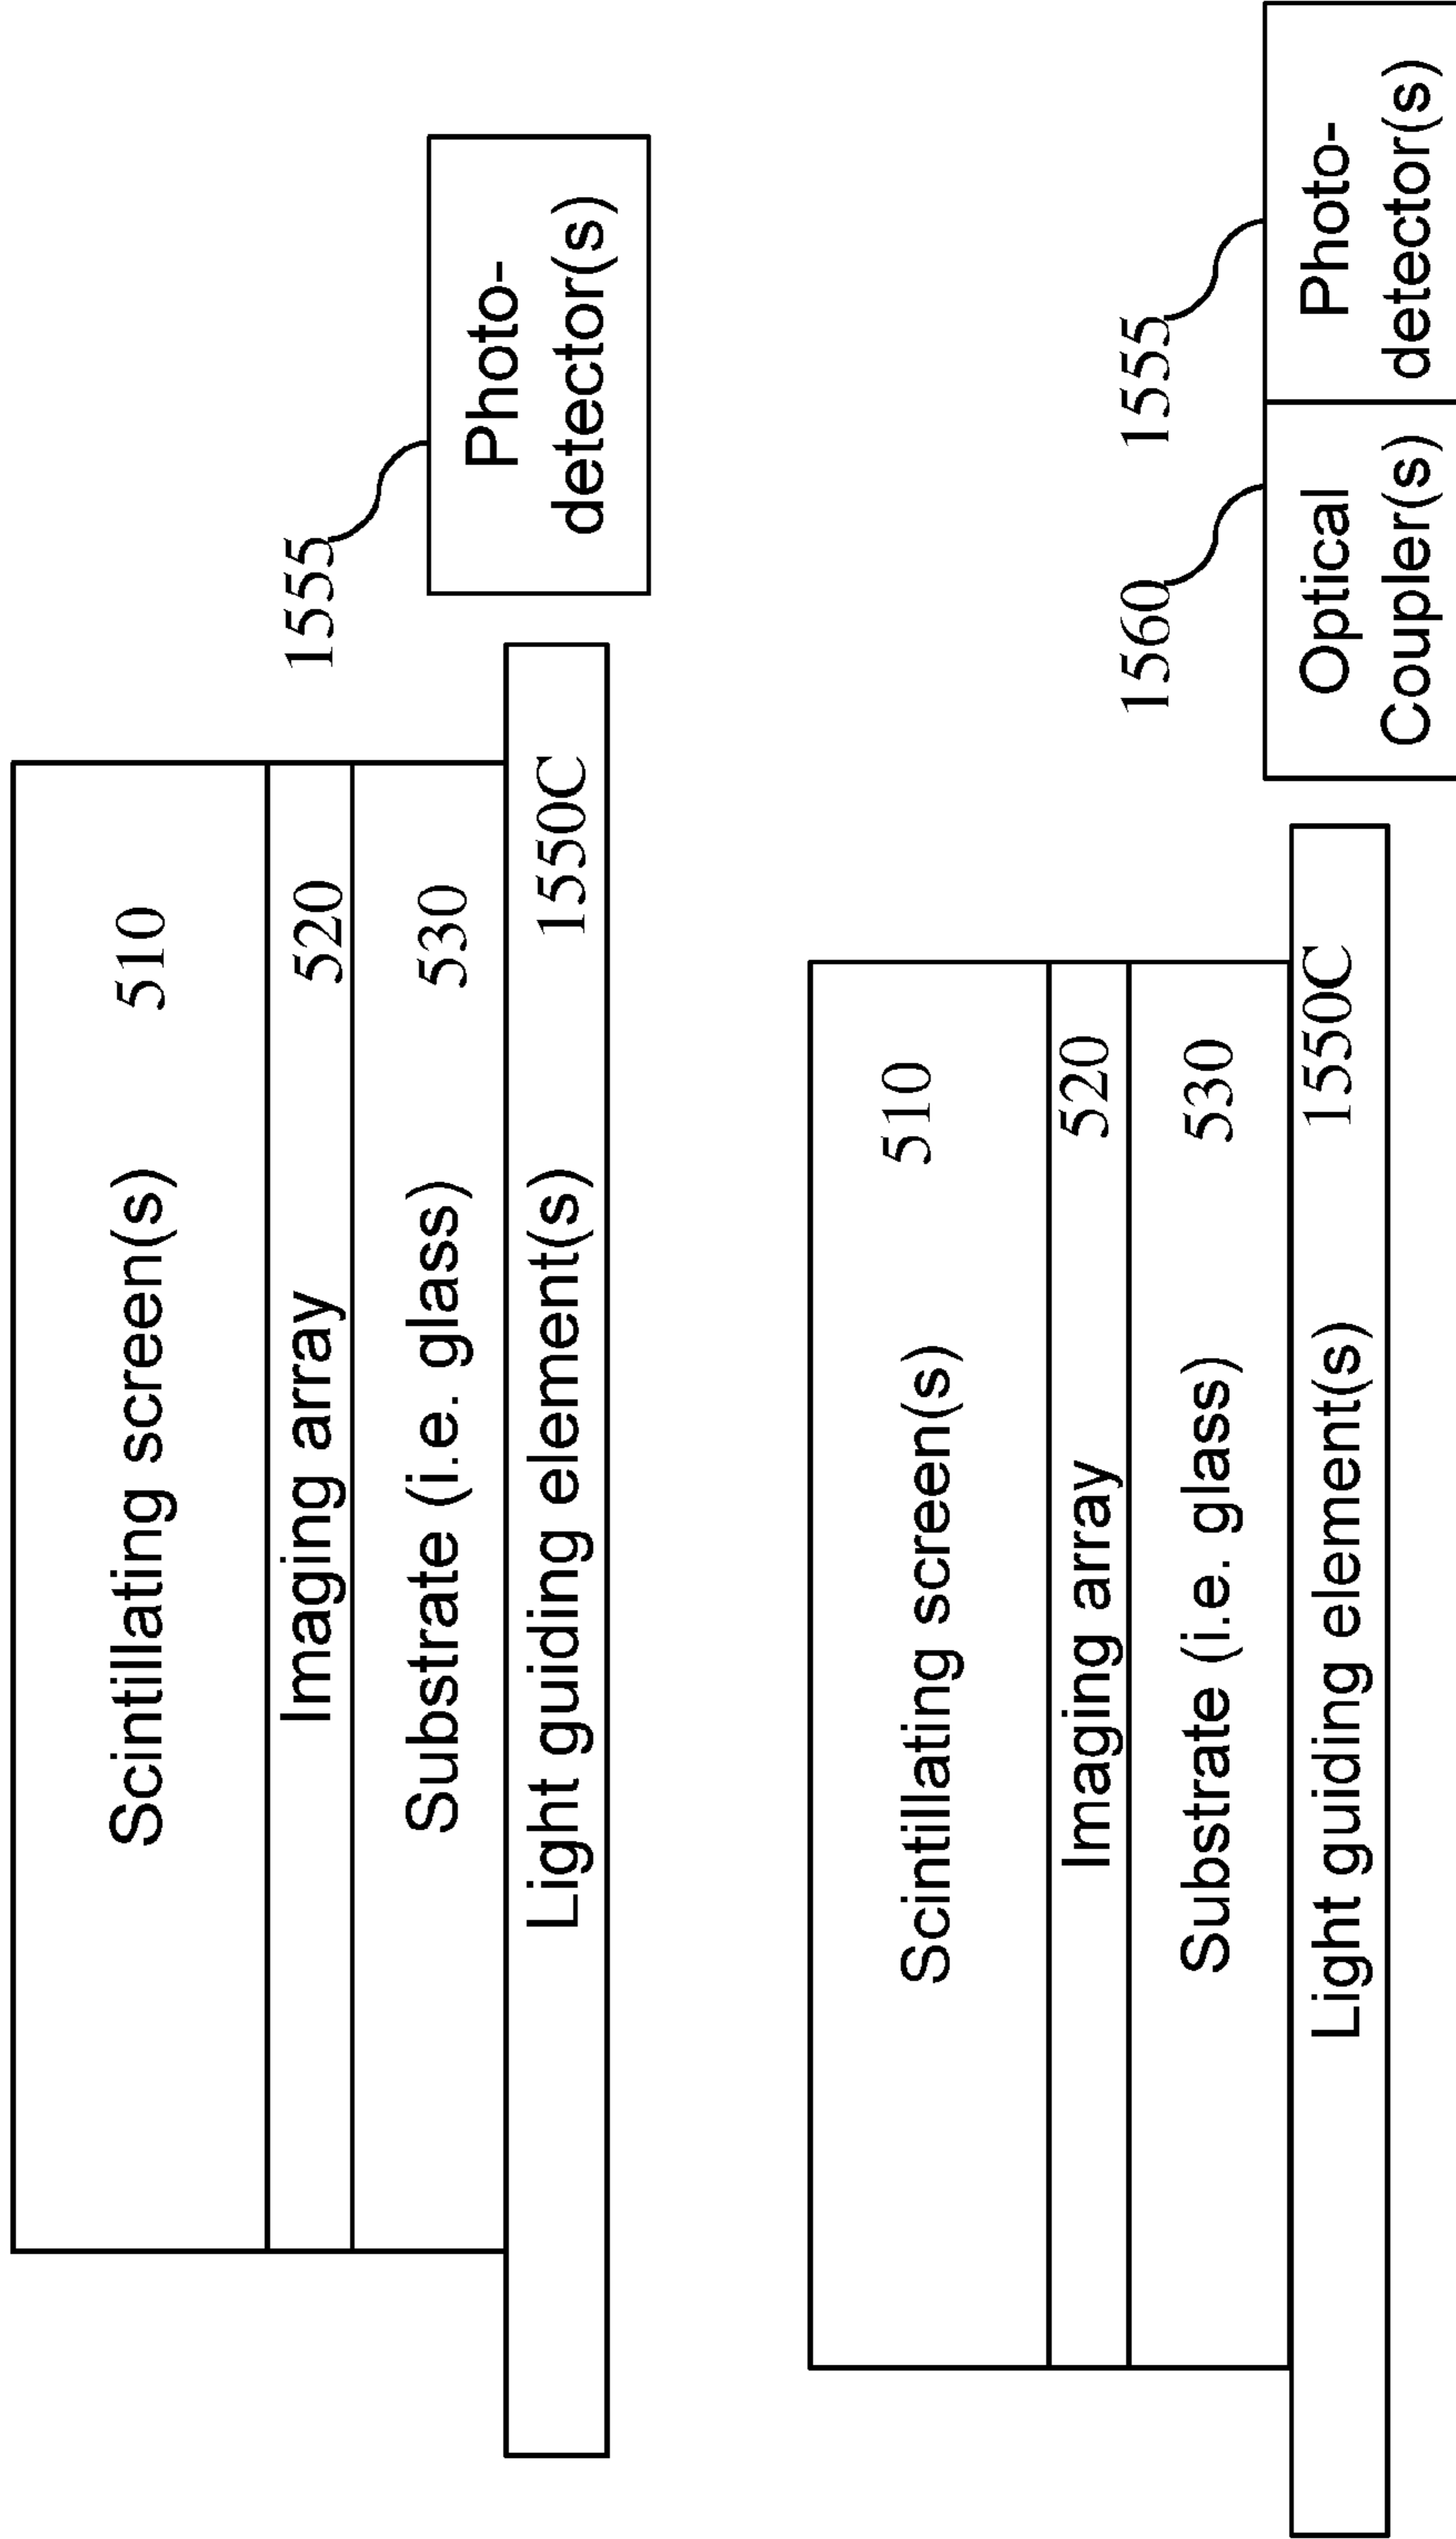 Scintillating screen(s) 510
Imaging array 520
Substrate (i.e. glass) 530
Light guiding element(s) 1550C
1555
Photo-
detector(s)
Scintillating screen(s) 510
Imaging array 520
Substrate (i.e. glass) 530
Light guiding element(s) 1550C
1560
Optical
Coupler(s)
1555
Photo-
detector(s)